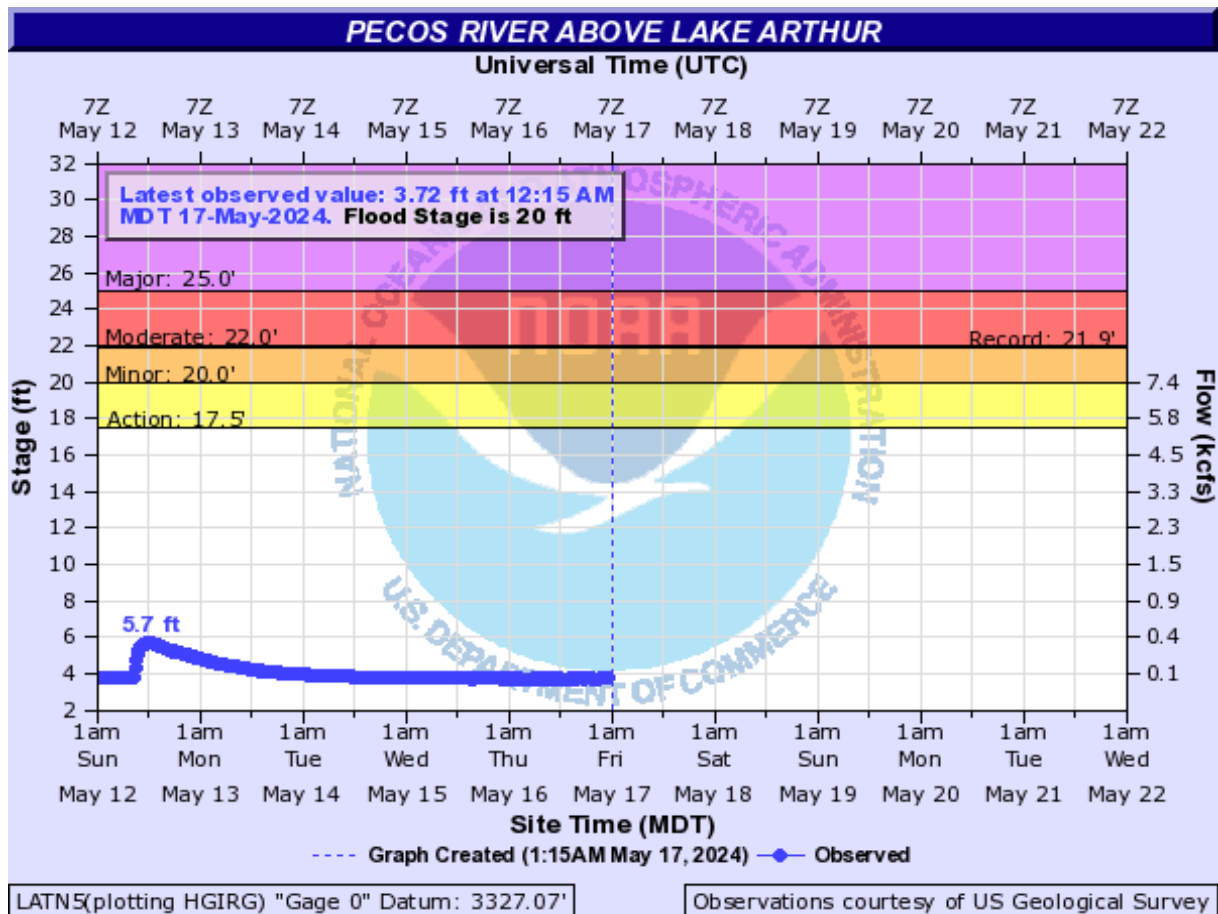 PECOS RIVER ABOVE LAKE ARTHUR
Universal Time (UTC)
7Z 7Z 7Z 7Z 7Z 7Z 7Z 7Z 7Z 7Z 7Z
May 12 May 13 May 14 May 15 May 16 May 17 May 18 May 19 May 20 May 21 May 22
Latest observed value: 3.72 ft at 12:15 AM
MDT 17-May-2024. Flood Stage is 20 ft
NATIONAL OCEANIC AND ATMOSPHERIC ADMINISTRATION
NOAA
U.S. DEPARTMENT OF COMMERCE
Major: 25.0'
Moderate: 22.0'
Record: 21.9'
Minor: 20.0'
Action: 17.5'
Stage (ft)
32
30
28
26
24
22
20
18
16
14
12
10
8
6
4
2
Flow (kcfs)
7.4
5.8
4.5
3.3
2.3
1.5
0.9
0.4
0.1
5.7 ft
1am 1am 1am 1am 1am 1am 1am 1am 1am 1am 1am
Sun Mon Tue Wed Thu Fri Sat Sun Mon Tue Wed
May 12 May 13 May 14 May 15 May 16 May 17 May 18 May 19 May 20 May 21 May 22
Site Time (MDT)
Graph Created (1:15AM May 17, 2024) Observed
LATN5(plotting HGIRG) "Gage 0" Datum: 3327.07'
Observations courtesy of US Geological Survey